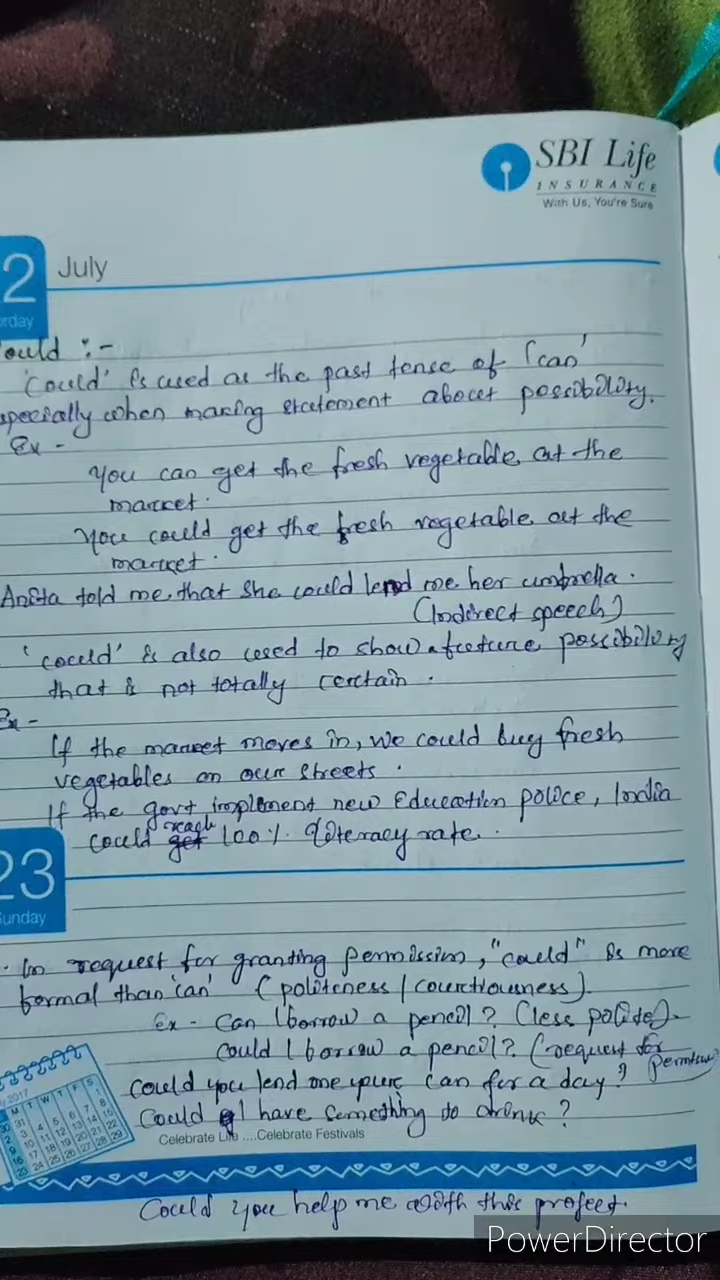 SBI Life
INSURANCE
With Us, You're Sure
2 July
rday
ould :-
'could' is used as the past tense of 'can'
specially when making statement about possibility.
Ex -
You can get the fresh vegetable at the
market.
You could get the fresh vegetable at the
market.
Anita told me, that she could lend me her umbrella.
(Indirect speech)
'could' is also used to show a future possibility
that is not totally certain.
Ex -
If the market moves in, we could buy fresh
vegetables on our streets.
If the govt implement new Education police, India
could get reach 100% literacy rate.
23
Sunday
. In request for granting permission, "could" is more
formal than 'can' (politeness / courtiousness).
Ex - Can I borrow a pencil? (less polite).
Could I borrow a pencil? (request for
permission)
Could you lend me your can for a day?
Could I have something to drink?
Celebrate Life ....Celebrate Festivals
Could you help me with this project.
PowerDirector